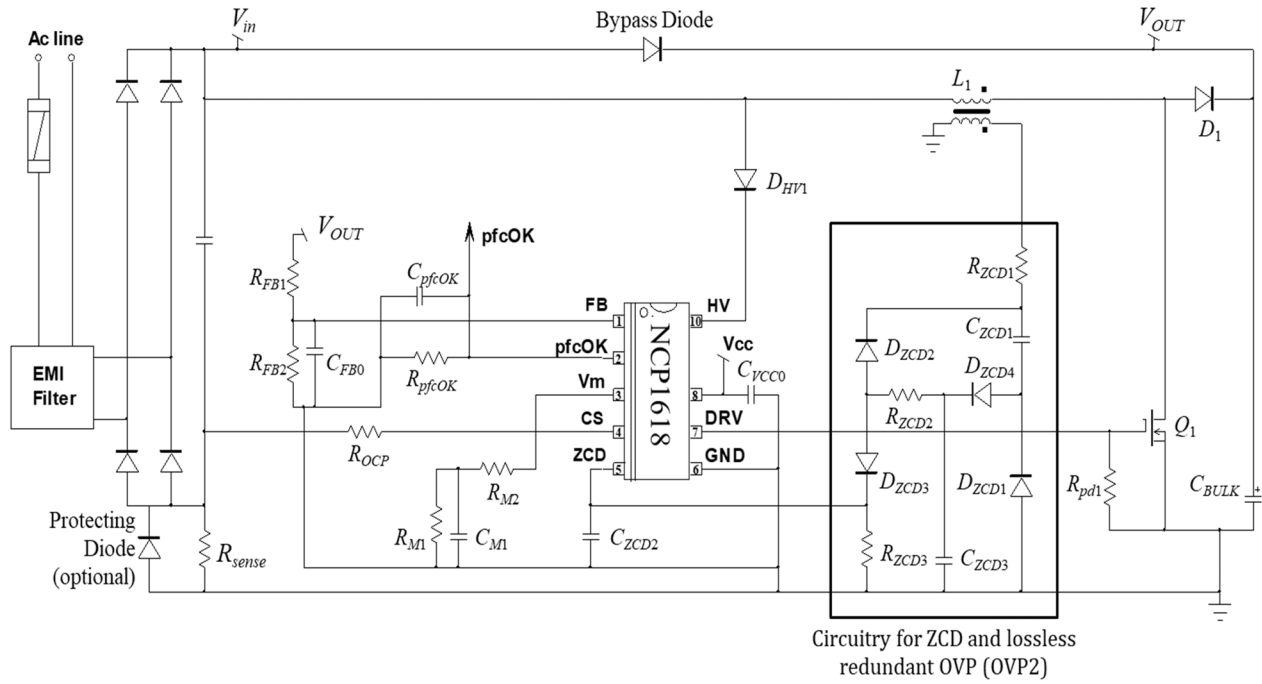 Bypass Diode
V_in
V_OUT
Ac line
L_1
D_1
D_HV1
V_OUT
pfcOK
C_pfcOK
R_FB1
R_ZCD1
FB
HV
1
10
NCP1618
C_ZCD1
D_ZCD2
Vcc
C_VCC0
pfcOK
2
R_FB2
C_FB0
R_pfcOK
D_ZCD4
EMI
Filter
Vm
3
8
R_ZCD2
CS
4
DRV
7
Q_1
R_OCP
ZCD
5
GND
6
R_M2
D_ZCD3
D_ZCD1
R_pd1
C_BULK
+
Protecting
Diode
(optional)
R_sense
R_M1
C_M1
C_ZCD2
R_ZCD3
C_ZCD3
Circuitry for ZCD and lossless
redundant OVP (OVP2)